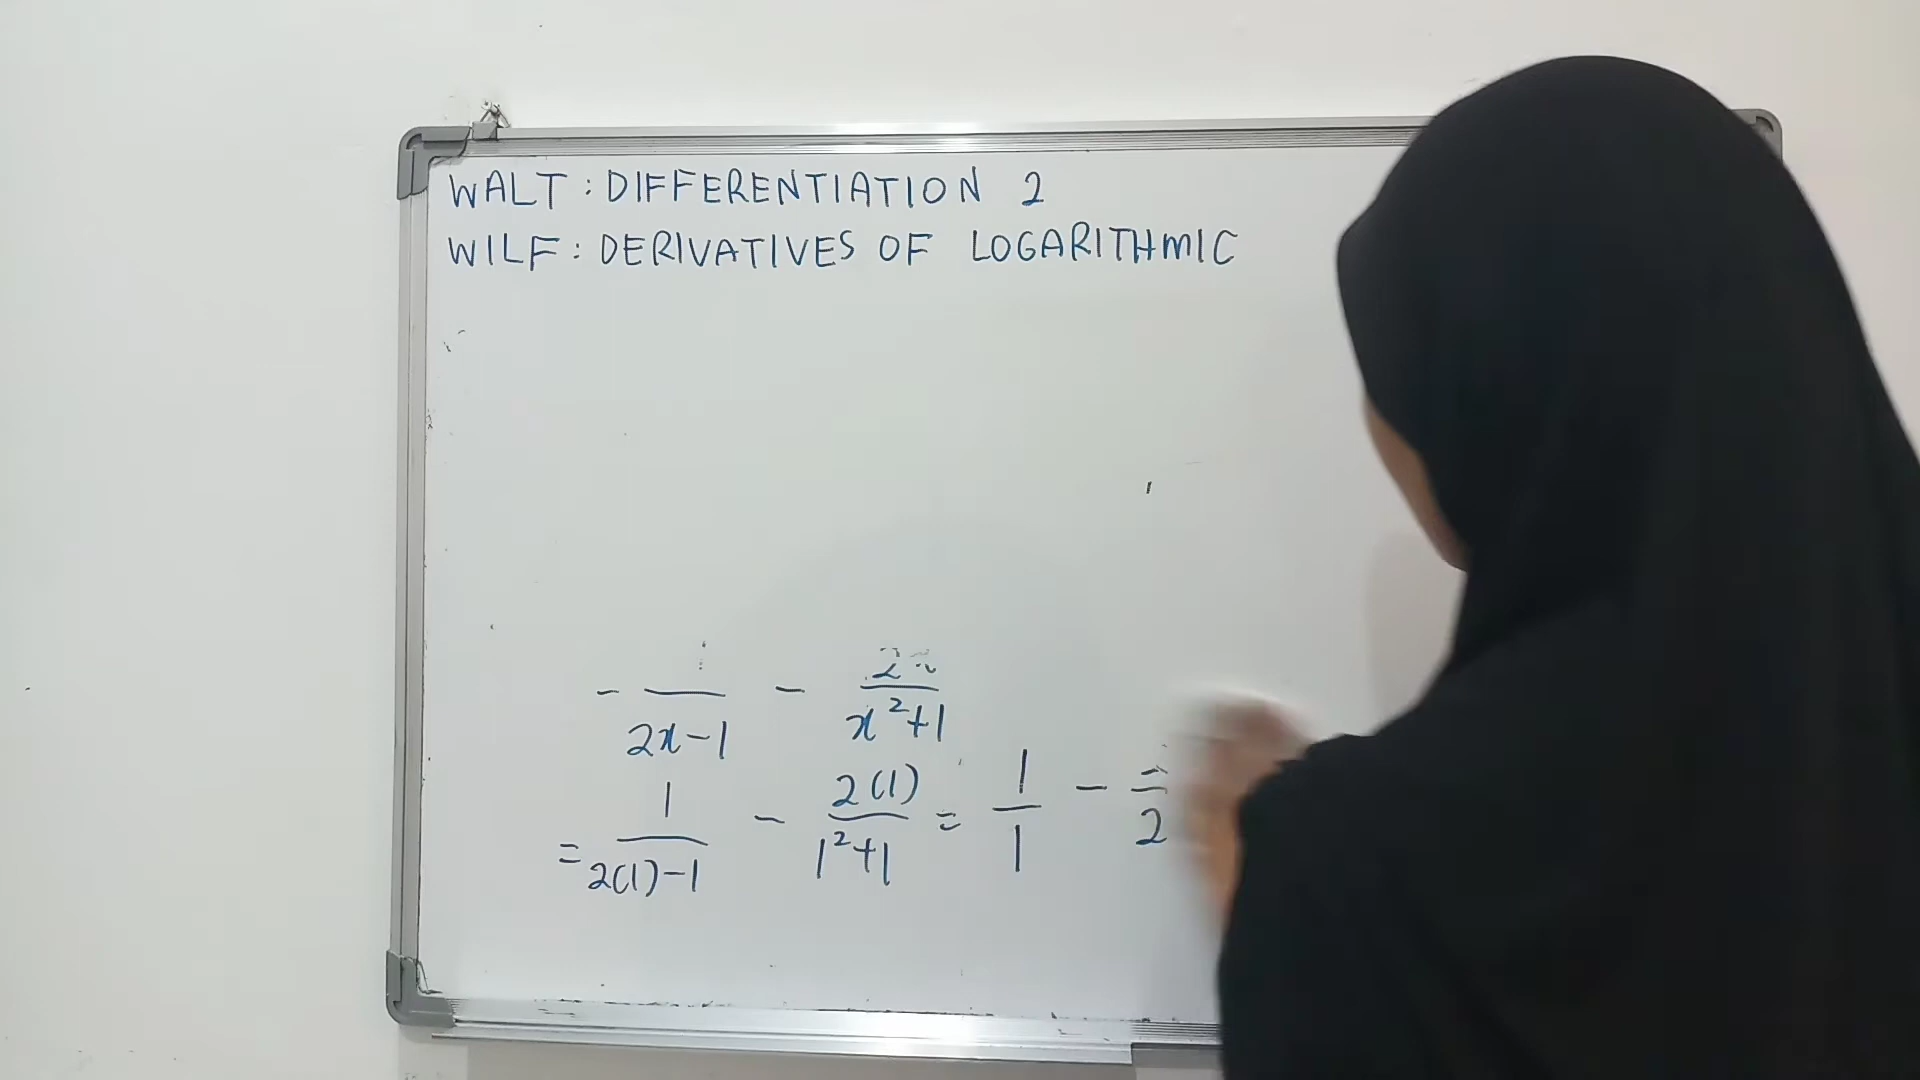 WALT : DIFFERENTIATION 2
WILF : DERIVATIVES OF LOGARITHMIC
- —/(2x-1) - 2x/(x²+1)
= 1/(2(1)-1) - 2(1)/(1²+1) = 1/1 - 2/2